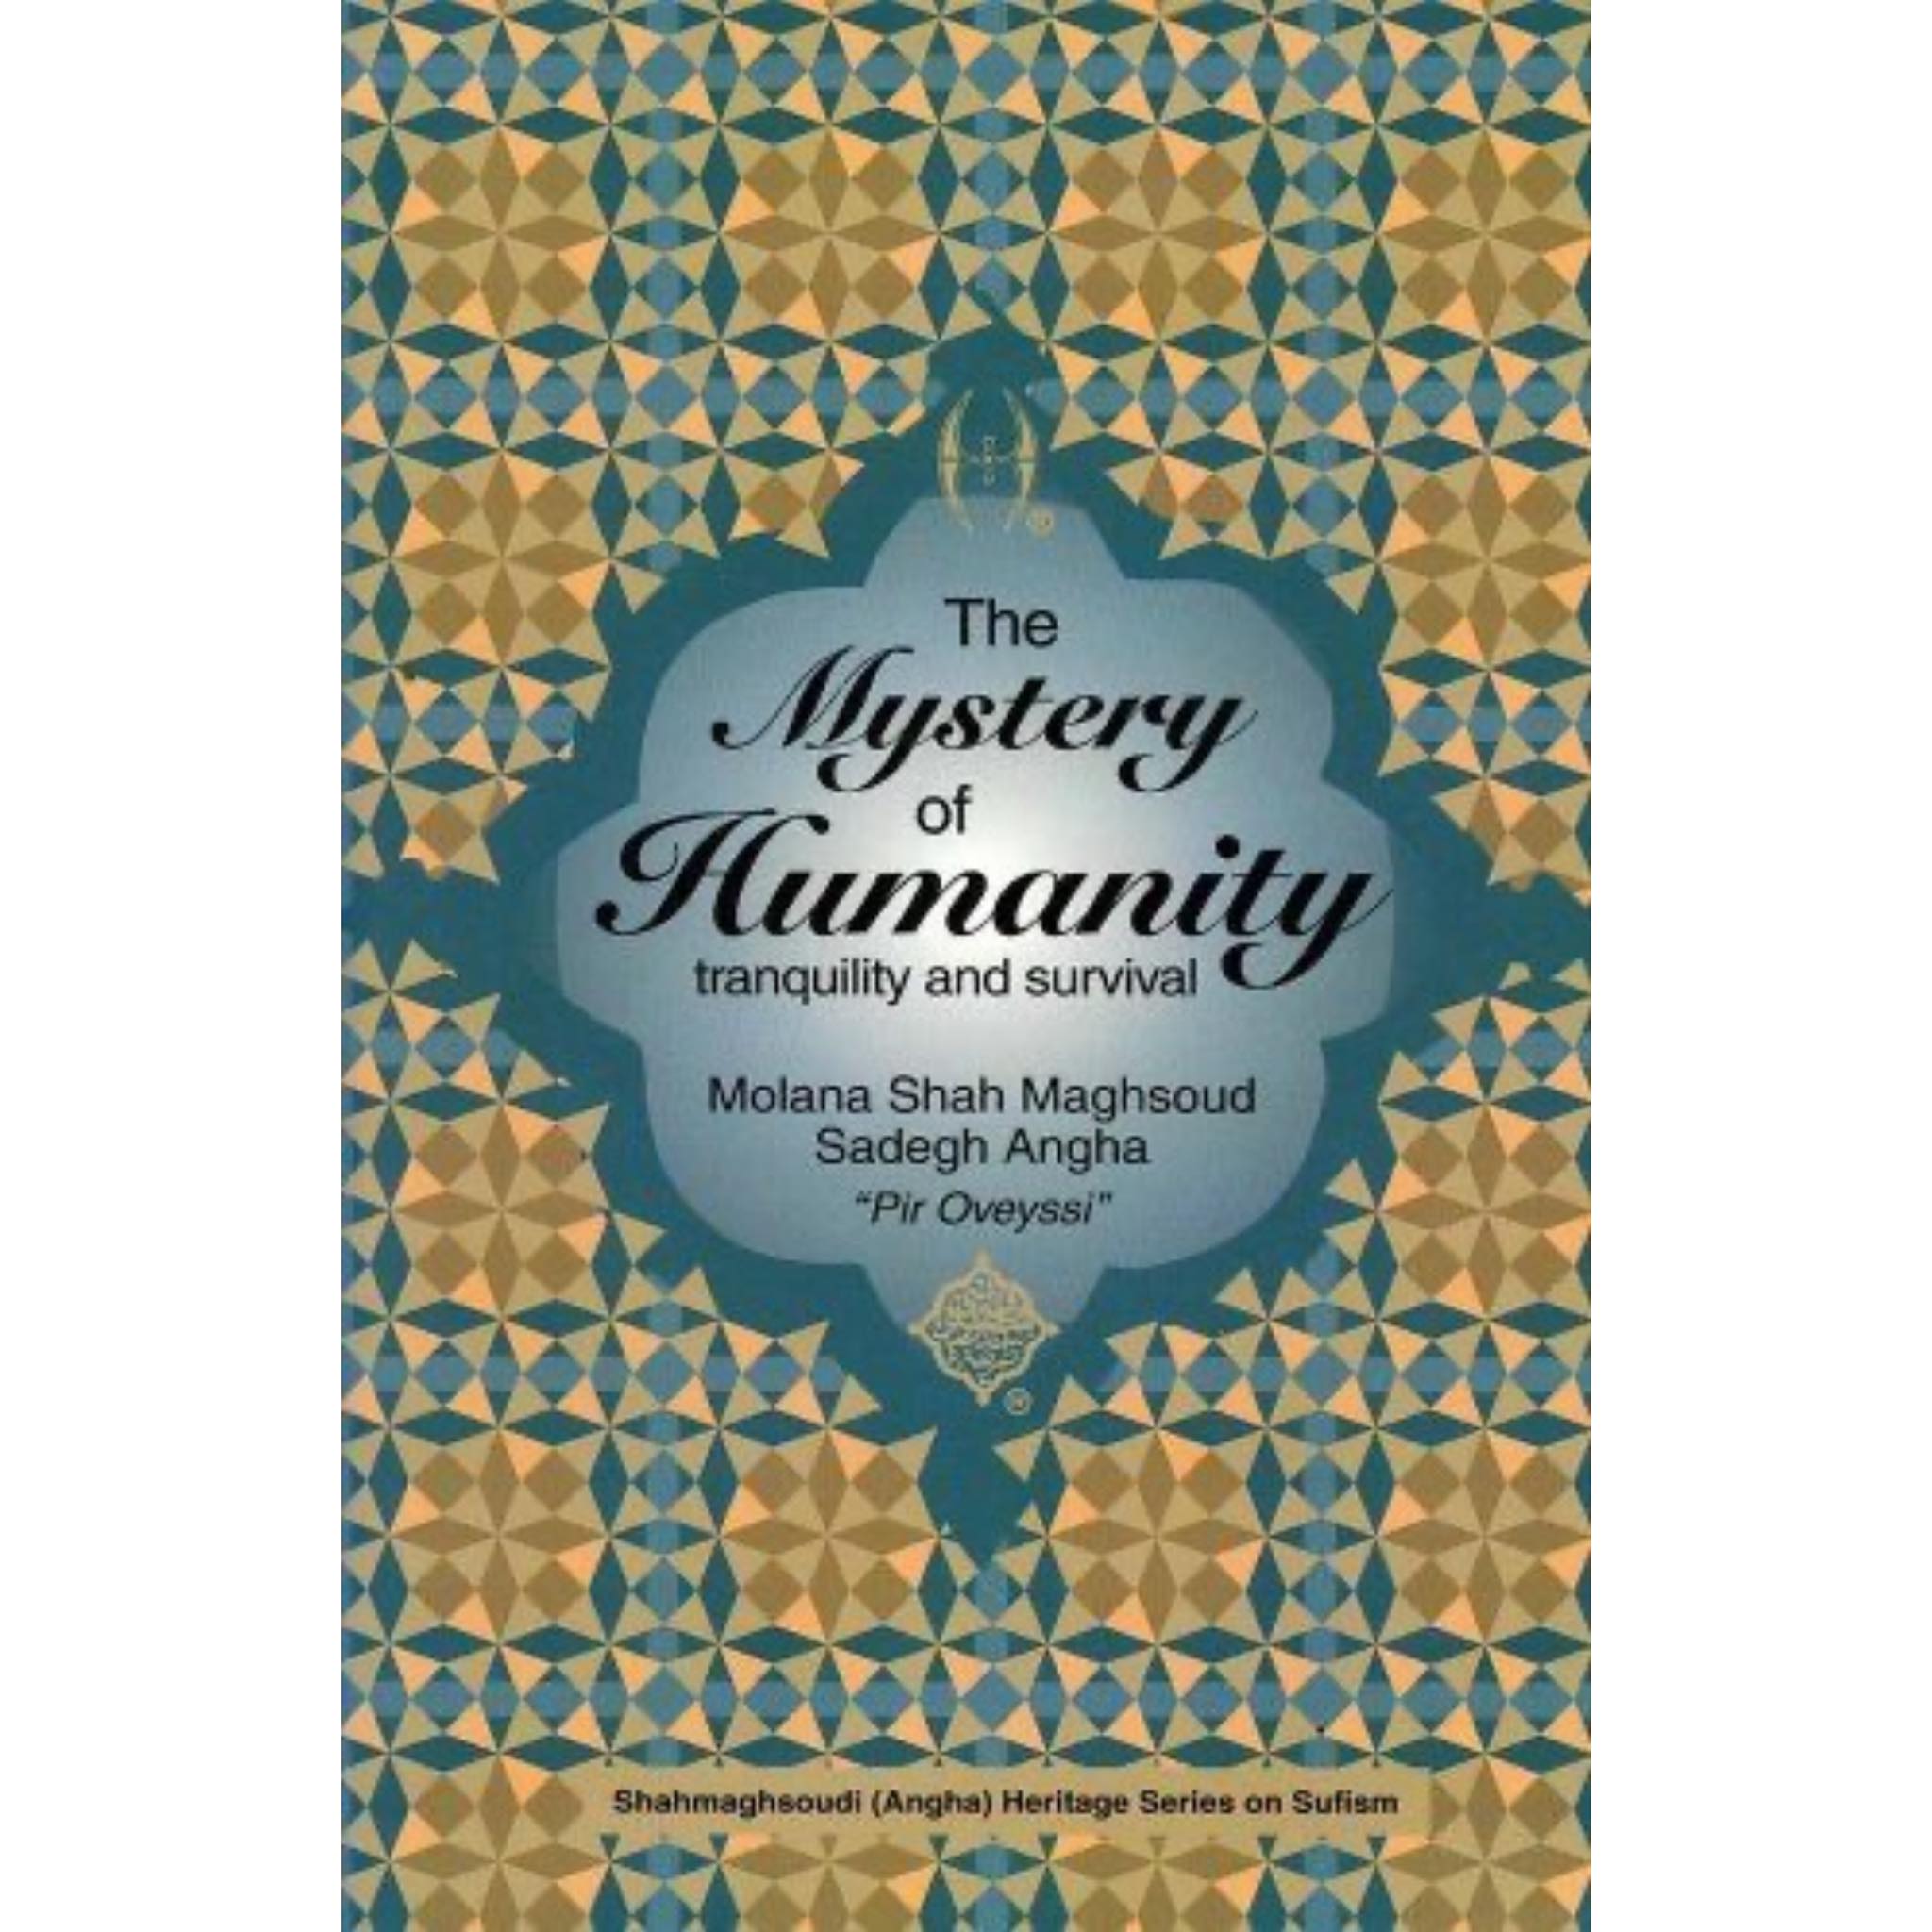 The
Mystery
of
Humanity
tranquility and survival
Molana Shah Maghsoud
Sadegh Angha
“Pir Oveyssi”
®
®
Shahmaghsoudi (Angha) Heritage Series on Sufism